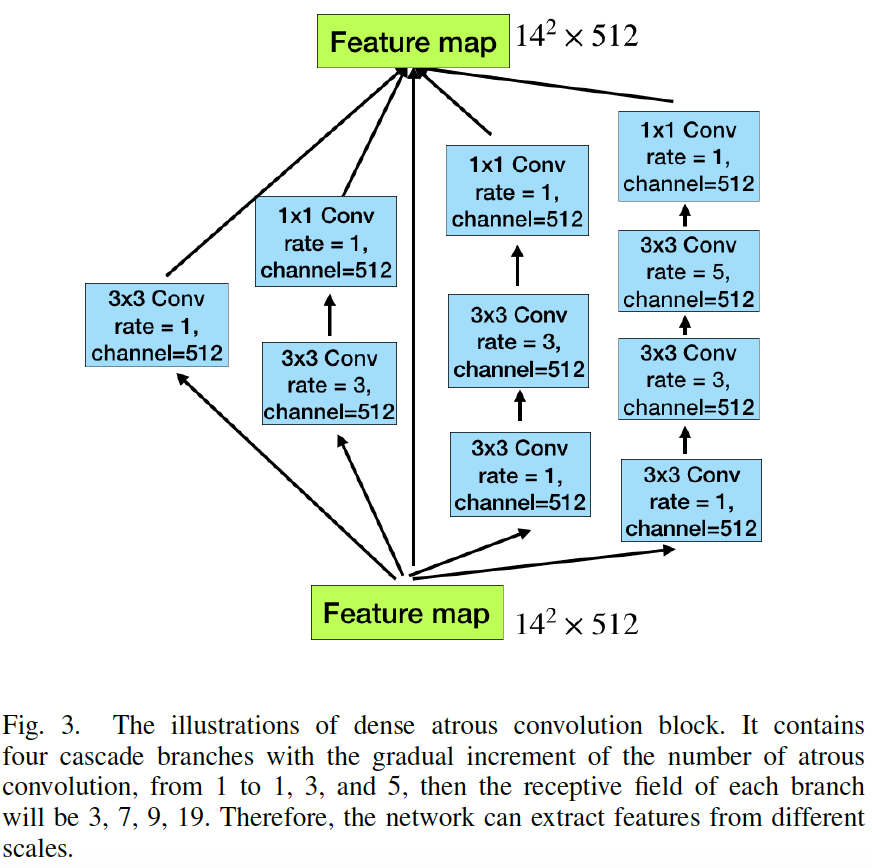 Feature map 14² × 512
1x1 Conv
rate = 1,
channel=512
1x1 Conv
rate = 1,
channel=512
1x1 Conv
rate = 1,
channel=512
3x3 Conv
rate = 5,
channel=512
3x3 Conv
rate = 1,
channel=512
3x3 Conv
rate = 3,
channel=512
3x3 Conv
rate = 3,
channel=512
3x3 Conv
rate = 3,
channel=512
3x3 Conv
rate = 1,
channel=512
3x3 Conv
rate = 1,
channel=512
Feature map 14² × 512
Fig. 3. The illustrations of dense atrous convolution block. It contains
four cascade branches with the gradual increment of the number of atrous
convolution, from 1 to 1, 3, and 5, then the receptive field of each branch
will be 3, 7, 9, 19. Therefore, the network can extract features from different
scales.